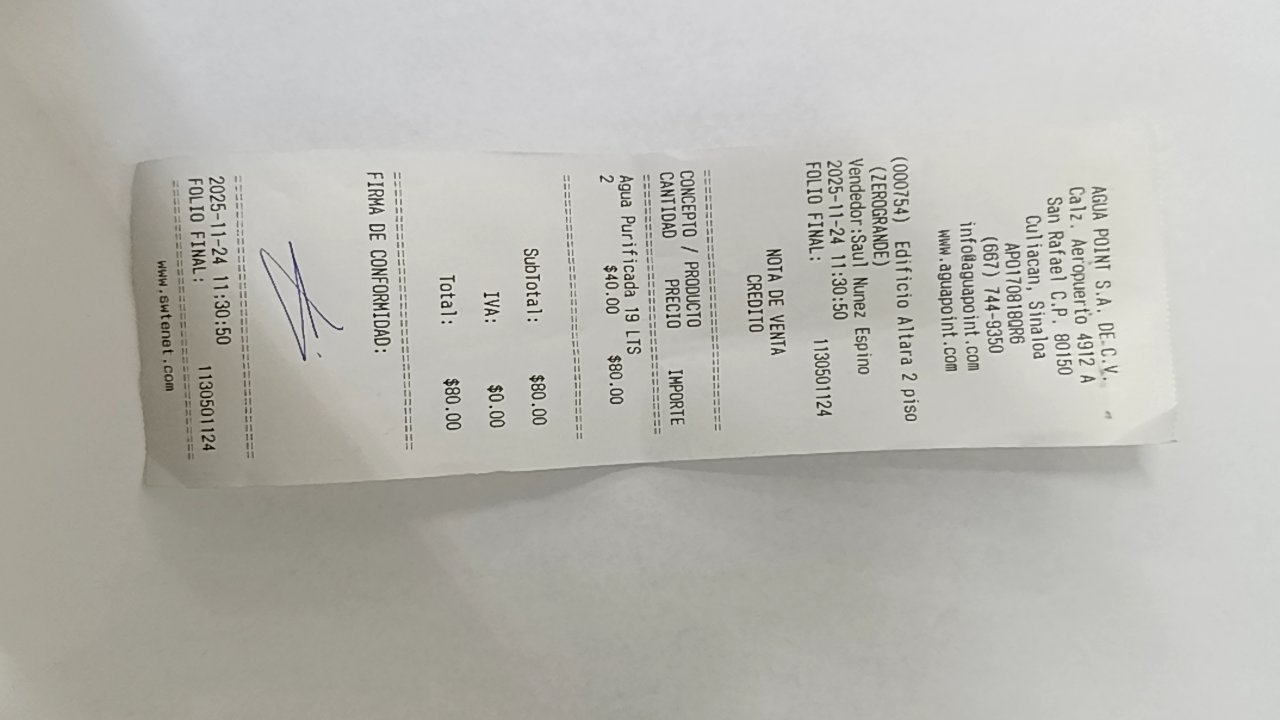 AGUA POINT S.A. DE.C.V.
Calz. Aeropuerto 4912 A
San Rafael C.P. 80150
Culiacan, Sinaloa
APO170818QR6
(667) 744-9350
info@aguapoint.com
www.aguapoint.com
(000754) Edificio Altara 2 piso
(ZEROGRANDE)
Vendedor:Saul Nunez Espino
2025-11-24 11:30:50
FOLIO FINAL: 1130501124
NOTA DE VENTA
CREDITO
CONCEPTO / PRODUCTO
CANTIDAD PRECIO IMPORTE
Agua Purificada 19 LTS
2 $40.00 $80.00
SubTotal: $80.00
IVA: $0.00
Total: $80.00
FIRMA DE CONFORMIDAD:
2025-11-24 11:30:50
FOLIO FINAL: 1130501124
www.swtenet.com